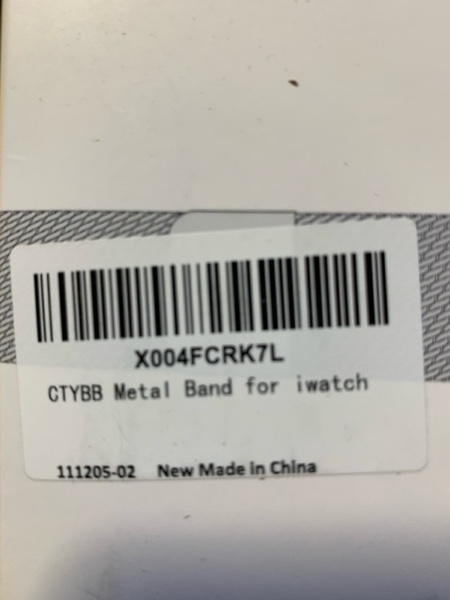 X004FCRK7L
CTYBB Metal Band for iwatch
111205-02 New Made in China